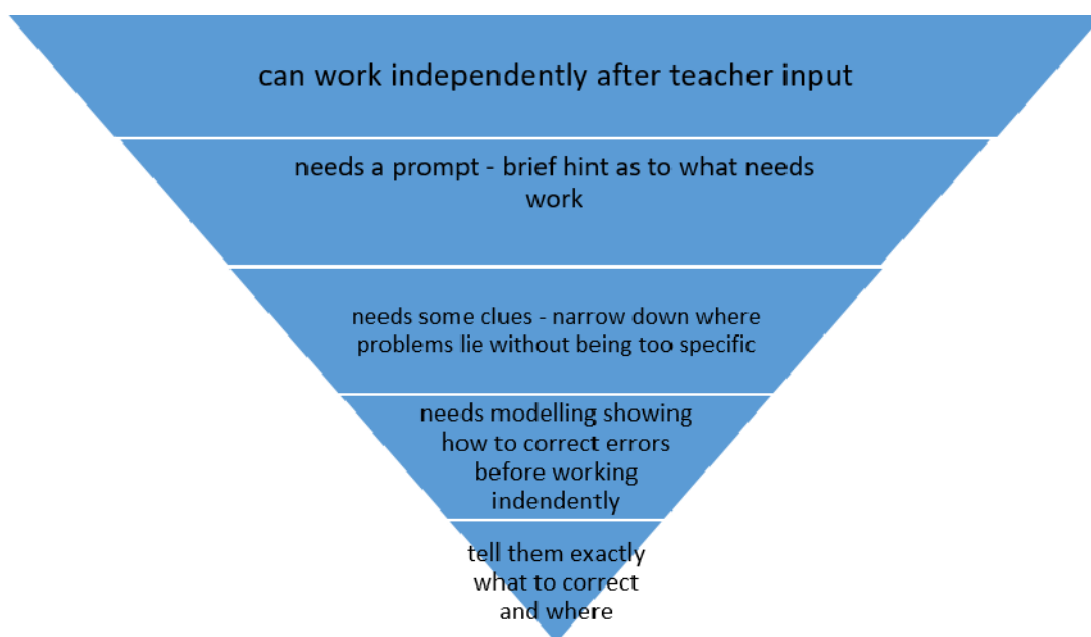 can work independently after teacher input
needs a prompt - brief hint as to what needs
work
needs some clues - narrow down where
problems lie without being too specific
needs modelling showing
how to correct errors
before working
indendently
tell them exactly
what to correct
and where